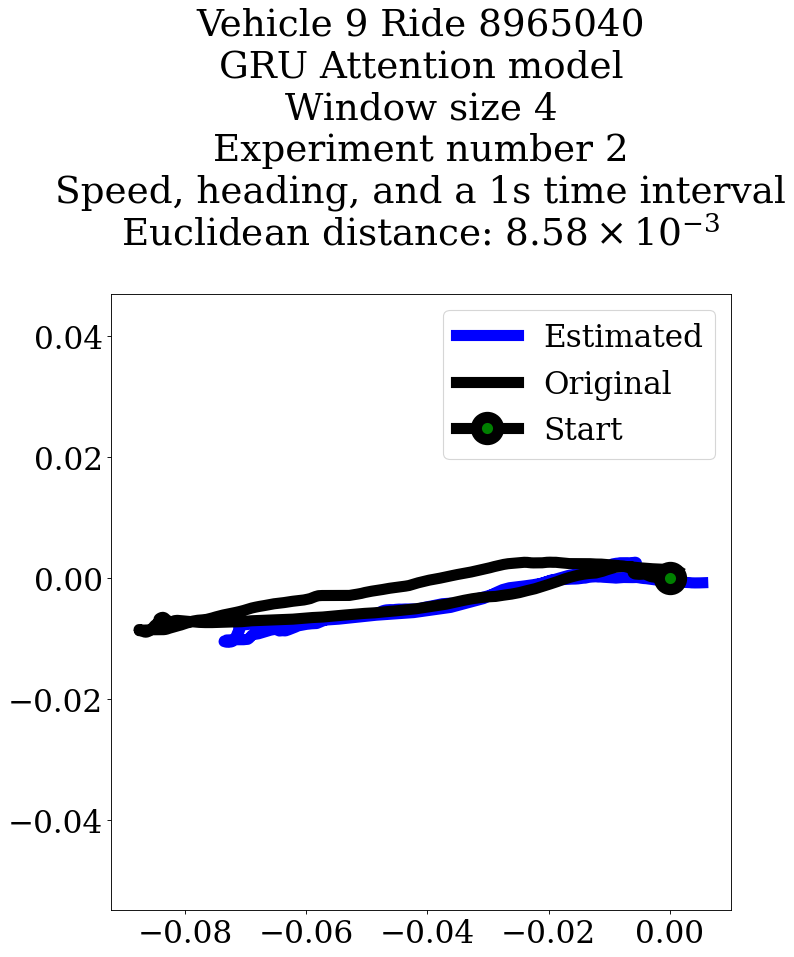 Vehicle 9 Ride 8965040
GRU Attention model
Window size 4
Experiment number 2
Speed, heading, and a 1s time interval
Euclidean distance: 8.58 × 10⁻³
Estimated
Original
Start
0.04
0.02
0.00
−0.02
−0.04
−0.08 −0.06 −0.04 −0.02 0.00